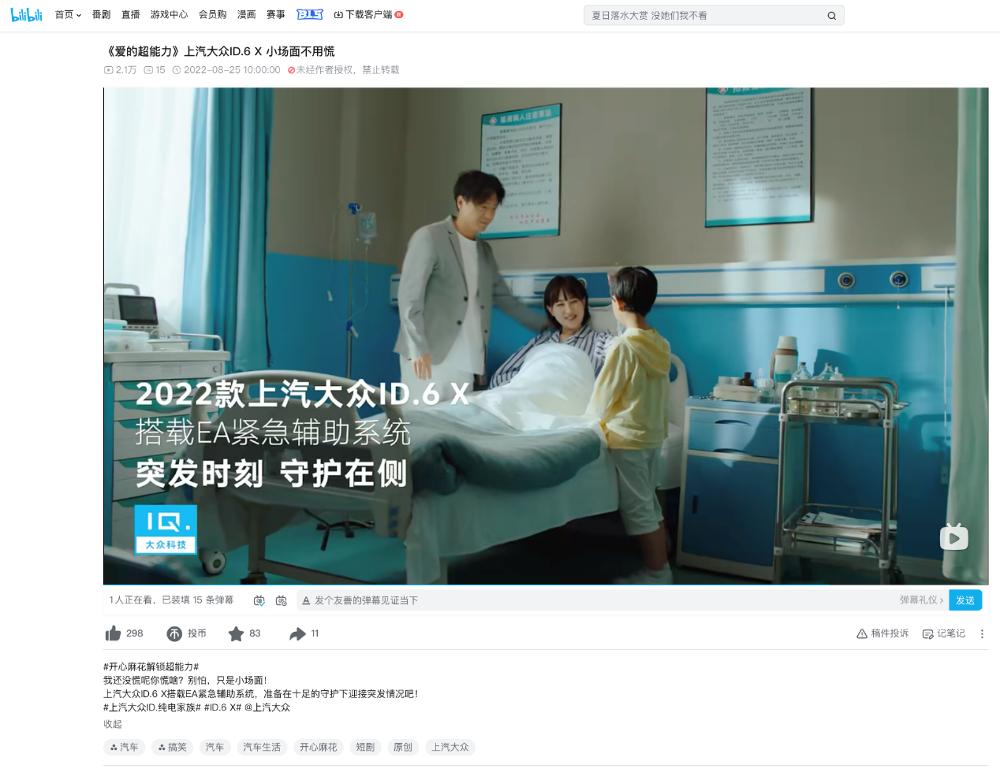 bilibili 首页 番剧 直播 游戏中心 会员购 漫画 赛事 下载客户端 夏日落水大赏 没她们我不看
《爱的超能力》上汽大众ID.6 X 小场面不用慌
2.1万 15 2022-08-25 10:00:00 未经作者授权，禁止转载
输液病人注意事项
2022款上汽大众ID.6 X
搭载EA紧急辅助系统
突发时刻 守护在侧
IQ.
大众科技
1人正在看，已装填 15 条弹幕 发个友善的弹幕见证当下 弹幕礼仪 发送
298 投币 83 11 稿件投诉 记笔记
#开心麻花解锁超能力#
我还没慌呢你慌啥？别怕，只是小场面！
上汽大众ID.6 X搭载EA紧急辅助系统，准备在十足的守护下迎接突发情况吧！
#上汽大众ID.纯电家族# #ID.6 X# @上汽大众
收起
汽车 搞笑 汽车 汽车生活 开心麻花 短剧 原创 上汽大众